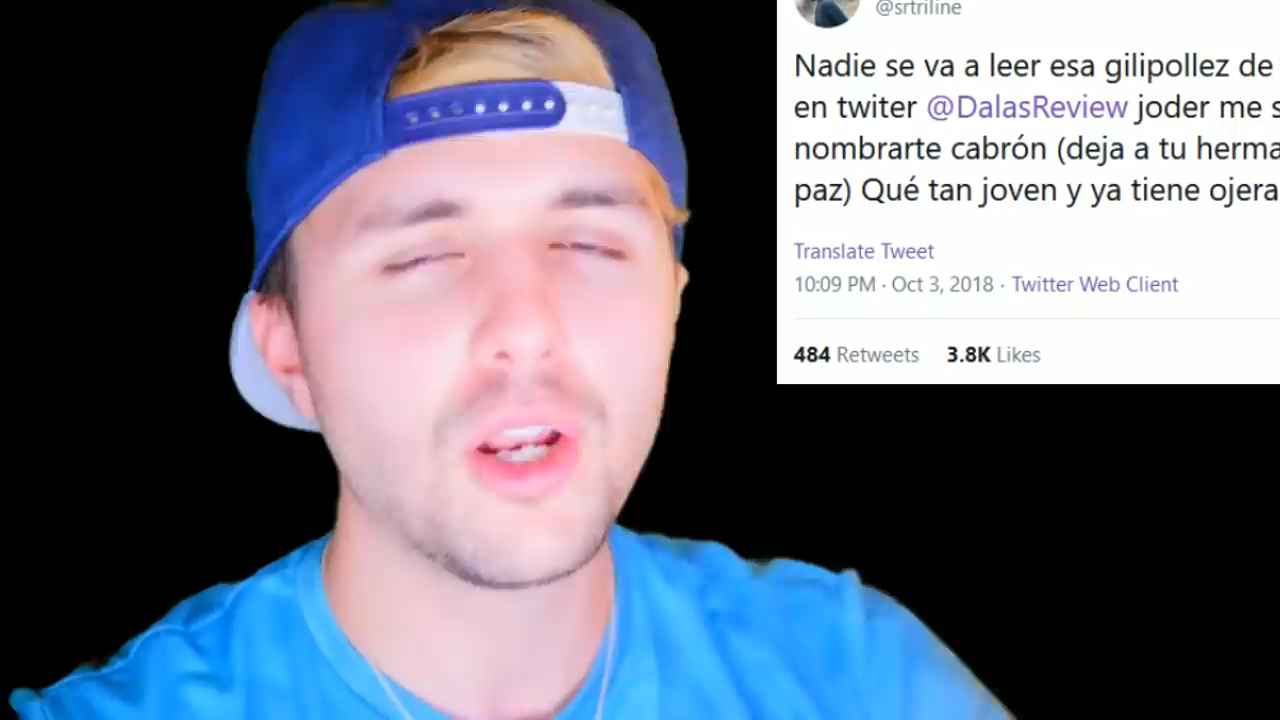 @srtriline
Nadie se va a leer esa gilipollez de
en twiter @DalasReview joder me s
nombrarte cabrón (deja a tu herma
paz) Qué tan joven y ya tiene ojera
Translate Tweet
10:09 PM · Oct 3, 2018 · Twitter Web Client
484 Retweets 3.8K Likes